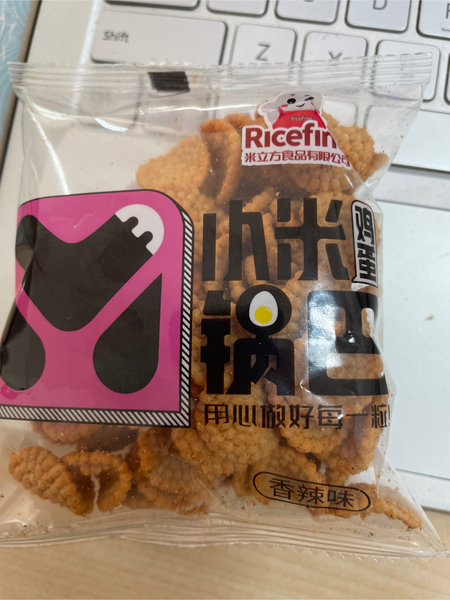 Shift
Z
X
C
Ricefine
Ricefin
米立方食品有限公
小米
鸡蛋
锅巴
用心做好每一粒
香辣味